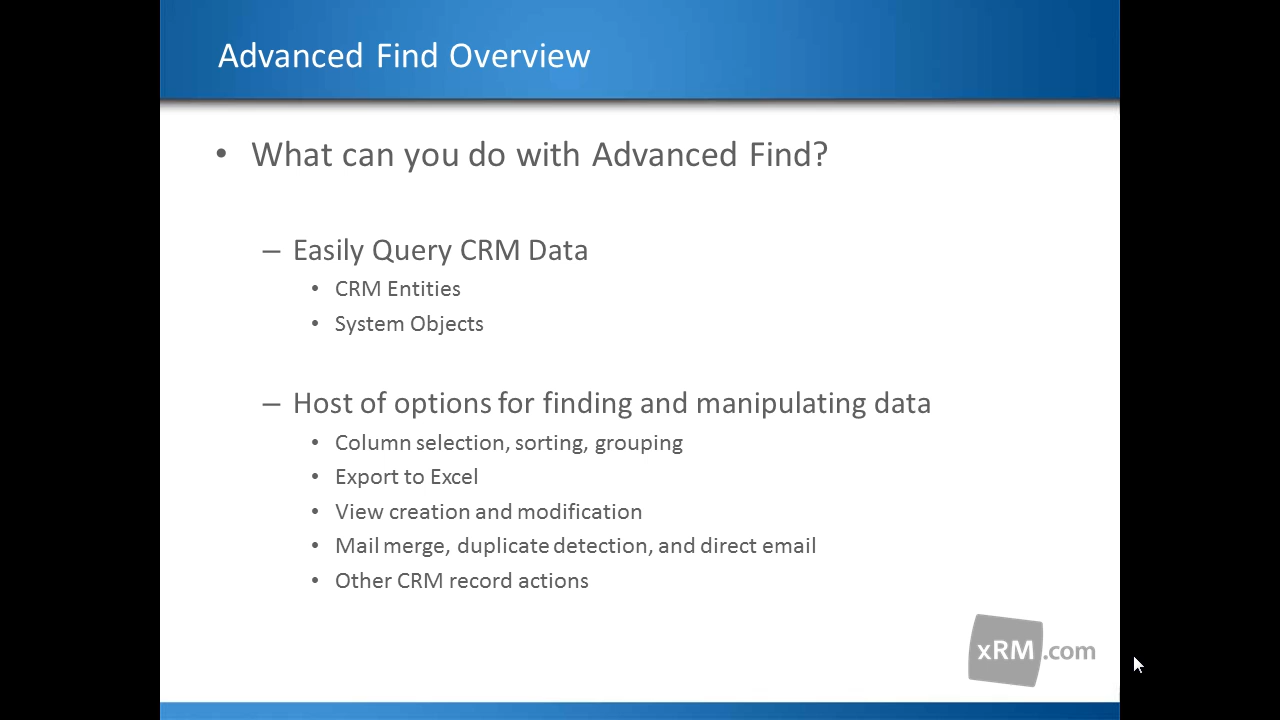 Advanced Find Overview
• What can you do with Advanced Find?
– Easily Query CRM Data
• CRM Entities
• System Objects
– Host of options for finding and manipulating data
• Column selection, sorting, grouping
• Export to Excel
• View creation and modification
• Mail merge, duplicate detection, and direct email
• Other CRM record actions
xRM.com